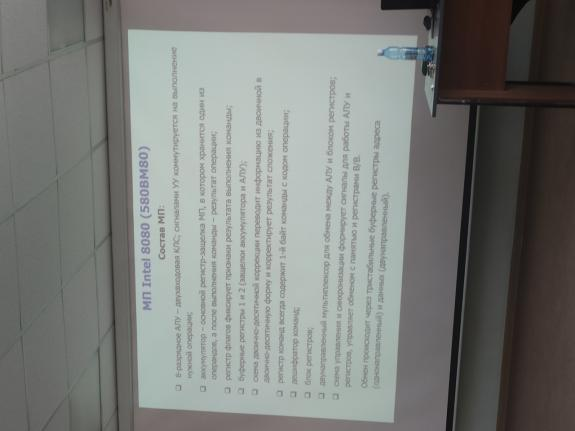 МП Intel 8080 (580ВМ80)
Состав МП:
❑ 8-разрядное АЛУ – двухвходовая КЛС; сигналами УУ коммутируется на выполнение
нужной операции;
❑ аккумулятор – основной регистр-защелка МП, в котором хранится один из
операндов, а после выполнения команды – результат операции;
❑ регистр флагов фиксирует признаки результата выполнения команды;
❑ буферные регистры 1 и 2 (защелки аккумулятора и АЛУ);
❑ схема двоично-десятичной коррекции переводит информацию из двоичной в
двоично-десятичную форму и корректирует результат сложения;
❑ регистр команд всегда содержит 1-й байт команды с кодом операции;
❑ дешифратор команд;
❑ блок регистров;
❑ двунаправленный мультиплексор для обмена между АЛУ и блоком регистров;
❑ схема управления и синхронизации формирует сигналы для работы АЛУ и
регистров, управляет обменом с памятью и регистрами В/В.
Обмен происходит через тристабильные буферные регистры адреса
(однонаправленный) и данных (двунаправленный).